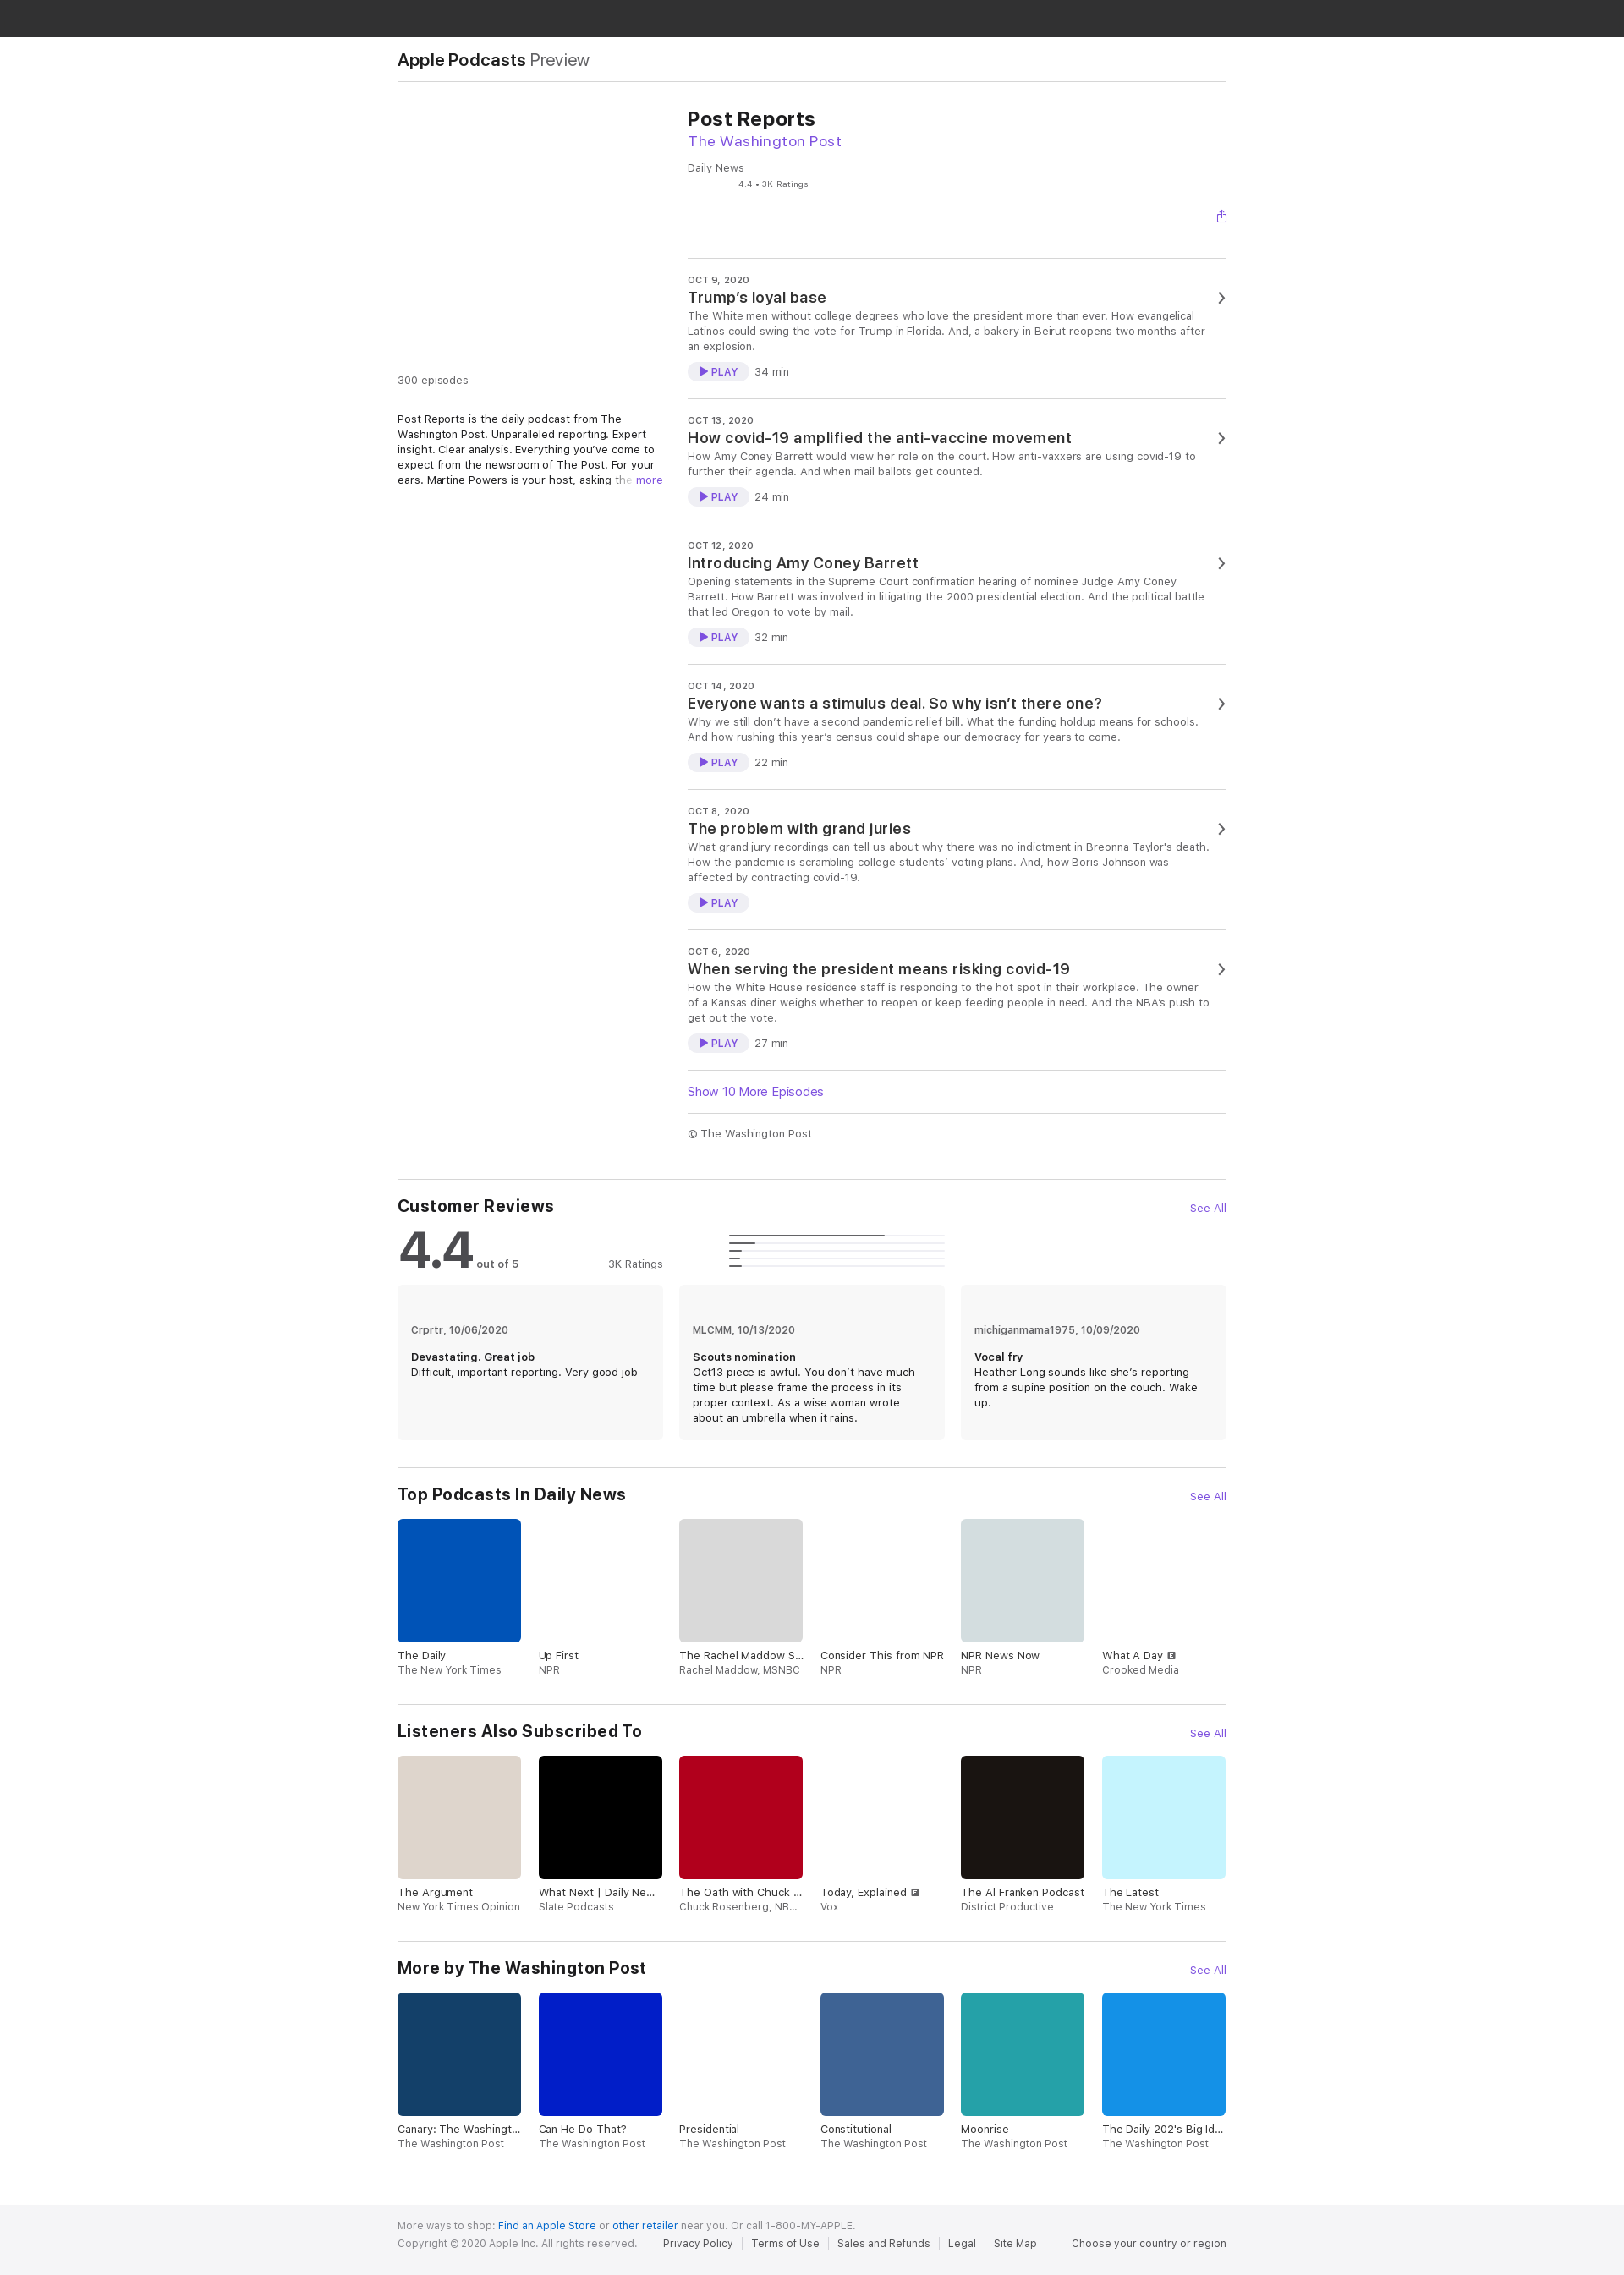 Apple Podcasts Preview
Post Reports
The Washington Post
Daily News
4.4 • 3K Ratings
300 episodes
Post Reports is the daily podcast from The
Washington Post. Unparalleled reporting. Expert
insight. Clear analysis. Everything you’ve come to
expect from the newsroom of The Post. For your
ears. Martine Powers is your host, asking the more
OCT 9, 2020
Trump’s loyal base
The White men without college degrees who love the president more than ever. How evangelical
Latinos could swing the vote for Trump in Florida. And, a bakery in Beirut reopens two months after
an explosion.
PLAY 34 min
OCT 13, 2020
How covid-19 amplified the anti-vaccine movement
How Amy Coney Barrett would view her role on the court. How anti-vaxxers are using covid-19 to
further their agenda. And when mail ballots get counted.
PLAY 24 min
OCT 12, 2020
Introducing Amy Coney Barrett
Opening statements in the Supreme Court confirmation hearing of nominee Judge Amy Coney
Barrett. How Barrett was involved in litigating the 2000 presidential election. And the political battle
that led Oregon to vote by mail.
PLAY 32 min
OCT 14, 2020
Everyone wants a stimulus deal. So why isn’t there one?
Why we still don’t have a second pandemic relief bill. What the funding holdup means for schools.
And how rushing this year’s census could shape our democracy for years to come.
PLAY 22 min
OCT 8, 2020
The problem with grand juries
What grand jury recordings can tell us about why there was no indictment in Breonna Taylor's death.
How the pandemic is scrambling college students’ voting plans. And, how Boris Johnson was
affected by contracting covid-19.
PLAY
OCT 6, 2020
When serving the president means risking covid-19
How the White House residence staff is responding to the hot spot in their workplace. The owner
of a Kansas diner weighs whether to reopen or keep feeding people in need. And the NBA’s push to
get out the vote.
PLAY 27 min
Show 10 More Episodes
© The Washington Post
Customer Reviews See All
4.4 out of 5 3K Ratings
Crprtr, 10/06/2020
Devastating. Great job
Difficult, important reporting. Very good job
MLCMM, 10/13/2020
Scouts nomination
Oct13 piece is awful. You don’t have much
time but please frame the process in its
proper context. As a wise woman wrote
about an umbrella when it rains.
michiganmama1975, 10/09/2020
Vocal fry
Heather Long sounds like she’s reporting
from a supine position on the couch. Wake
up.
Top Podcasts In Daily News See All
The Daily
The New York Times
Up First
NPR
The Rachel Maddow S...
Rachel Maddow, MSNBC
Consider This from NPR
NPR
NPR News Now
NPR
What A Day E
Crooked Media
Listeners Also Subscribed To See All
The Argument
New York Times Opinion
What Next | Daily Ne...
Slate Podcasts
The Oath with Chuck ...
Chuck Rosenberg, NB...
Today, Explained E
Vox
The Al Franken Podcast
District Productive
The Latest
The New York Times
More by The Washington Post See All
Canary: The Washingt...
The Washington Post
Can He Do That?
The Washington Post
Presidential
The Washington Post
Constitutional
The Washington Post
Moonrise
The Washington Post
The Daily 202's Big Id...
The Washington Post
More ways to shop: Find an Apple Store or other retailer near you. Or call 1-800-MY-APPLE.
Copyright © 2020 Apple Inc. All rights reserved. Privacy Policy Terms of Use Sales and Refunds Legal Site Map Choose your country or region